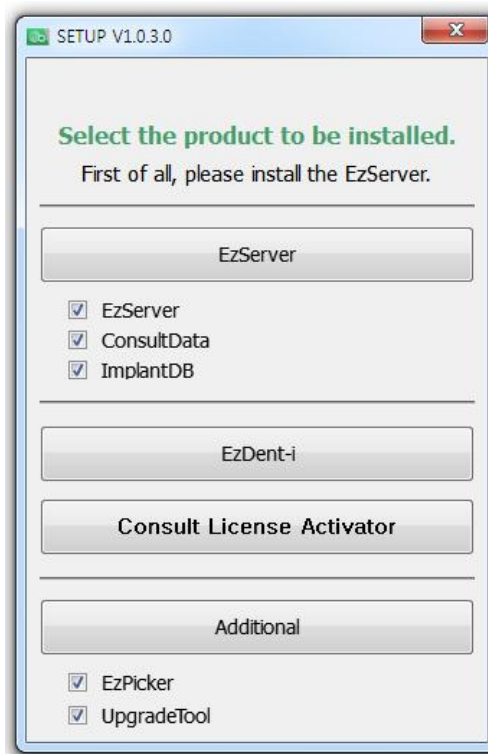 SETUP V1.0.3.0
Select the product to be installed.
First of all, please install the EzServer.
EzServer
EzServer
ConsultData
ImplantDB
EzDent-i
Consult License Activator
Additional
EzPicker
UpgradeTool